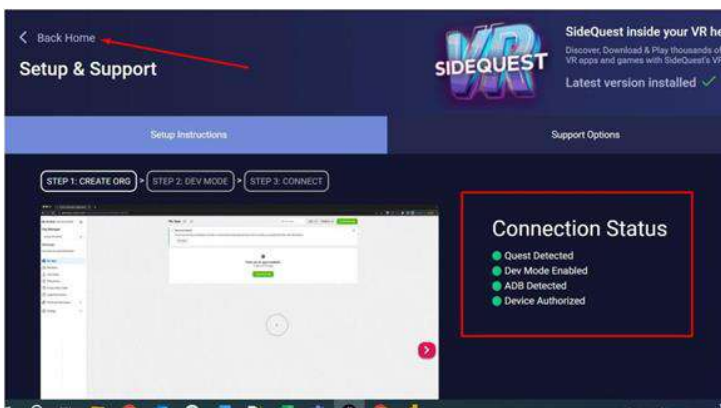 Back Home
Setup & Support
SIDEQUEST
VR
SideQuest inside your VR he
Discover, Download & Play thousands of
VR apps and games with SideQuest's VR
Latest version installed
Setup Instructions
Support Options
STEP 1: CREATE ORG > STEP 2: DEV MODE > STEP 3: CONNECT
Connection Status
Quest Detected
Dev Mode Enabled
ADB Detected
Device Authorized